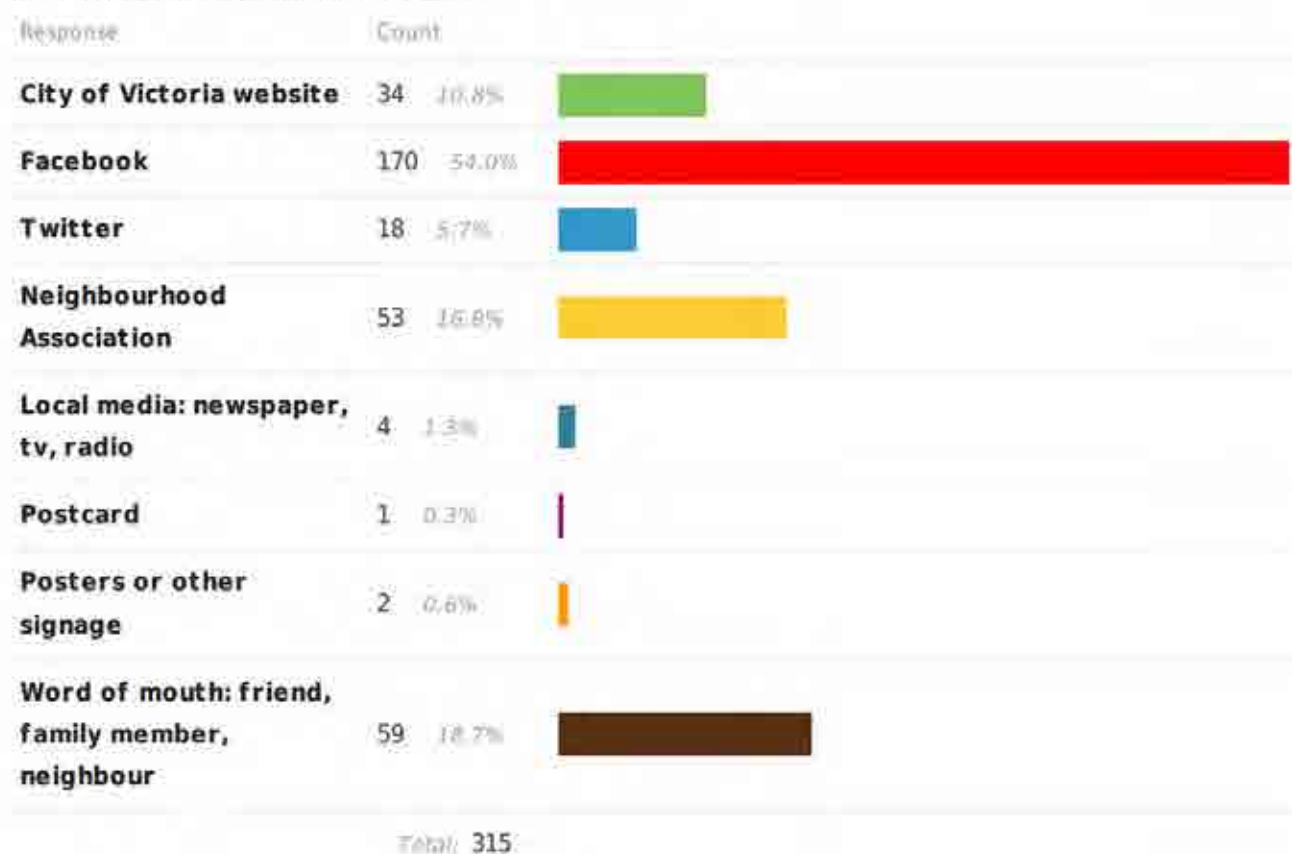 Response Count
City of Victoria website 34 10.8%
Facebook 170 54.0%
Twitter 18 5.7%
Neighbourhood
Association 53 16.8%
Local media: newspaper,
tv, radio 4 1.3%
Postcard 1 0.3%
Posters or other
signage 2 0.6%
Word of mouth: friend,
family member,
neighbour 59 18.7%
Total: 315